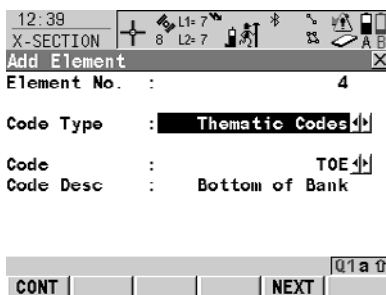 12:39
X-SECTION
8
L1= 7
L2= 7
A B
Add Element
Element No. : 4
Code Type : Thematic Codes
Code : TOE
Code Desc : Bottom of Bank
Q1 a
CONT NEXT